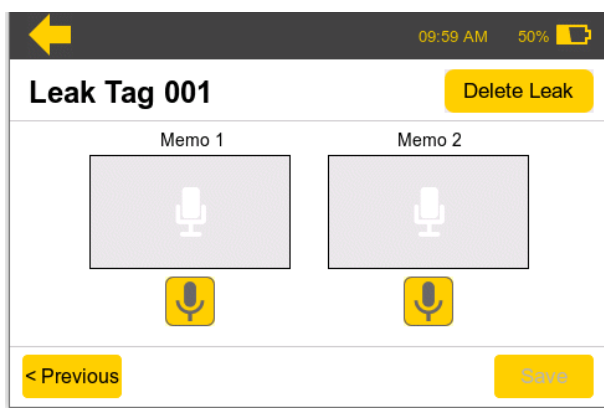 09:59 AM 50%
Leak Tag 001 Delete Leak
Memo 1 Memo 2
< Previous Save